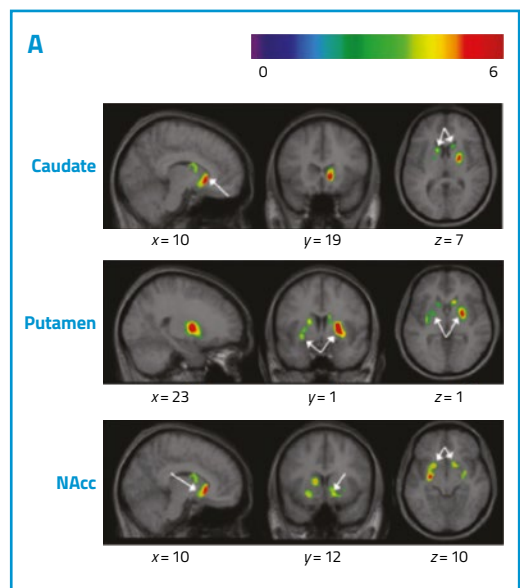 A
0 6
Caudate
x = 10 y = 19 z = 7
Putamen
x = 23 y = 1 z = 1
NAcc
x = 10 y = 12 z = 10